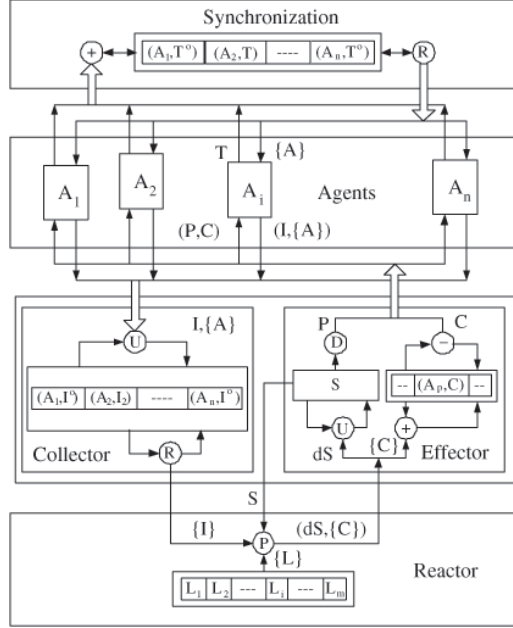 Synchronization
+ (A₁,T°) (A₂,T) ---- (Aₙ,T°) R
T {A}
A₁ A₂ Aᵢ Agents Aₙ
(P,C) (I,{A})
I,{A} P C
U D −
S -- (Aₚ,C) --
(A₁,I°) (A₂,I₂) ---- (Aₙ,I°)
U +
R {C}
Collector dS Effector
S
{I} (dS,{C})
P
{L} Reactor
L₁ L₂ --- Lᵢ --- Lₘ